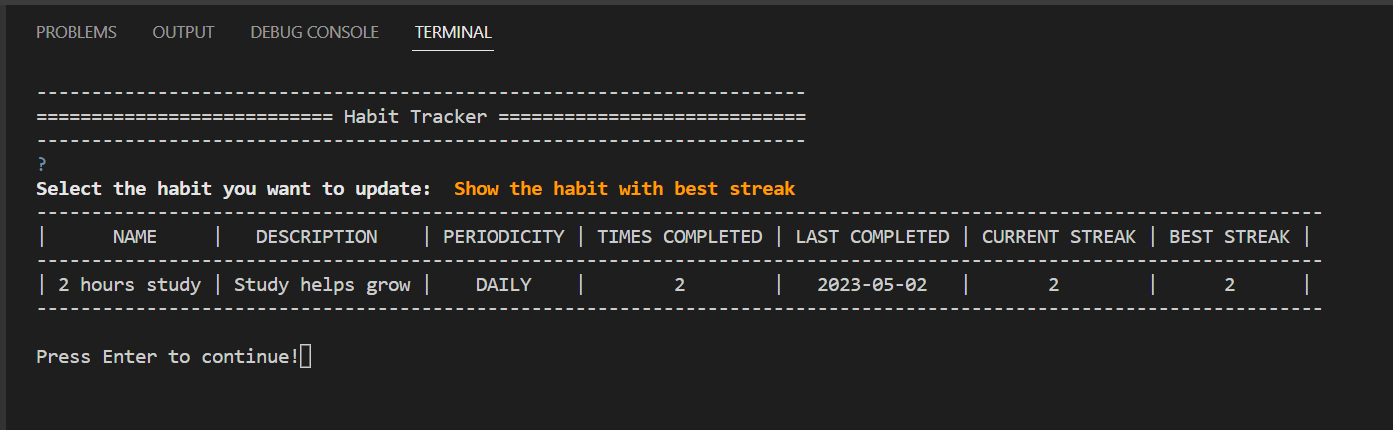 PROBLEMS OUTPUT DEBUG CONSOLE TERMINAL
----------------------------------------------------------------------
=========================== Habit Tracker ============================
----------------------------------------------------------------------
?
Select the habit you want to update:  Show the habit with best streak
---------------------------------------------------------------------------------------------------------------------
|      NAME     |   DESCRIPTION    | PERIODICITY | TIMES COMPLETED | LAST COMPLETED | CURRENT STREAK | BEST STREAK |
---------------------------------------------------------------------------------------------------------------------
| 2 hours study | Study helps grow |    DAILY    |        2        |   2023-05-02   |       2        |      2      |
---------------------------------------------------------------------------------------------------------------------
Press Enter to continue!